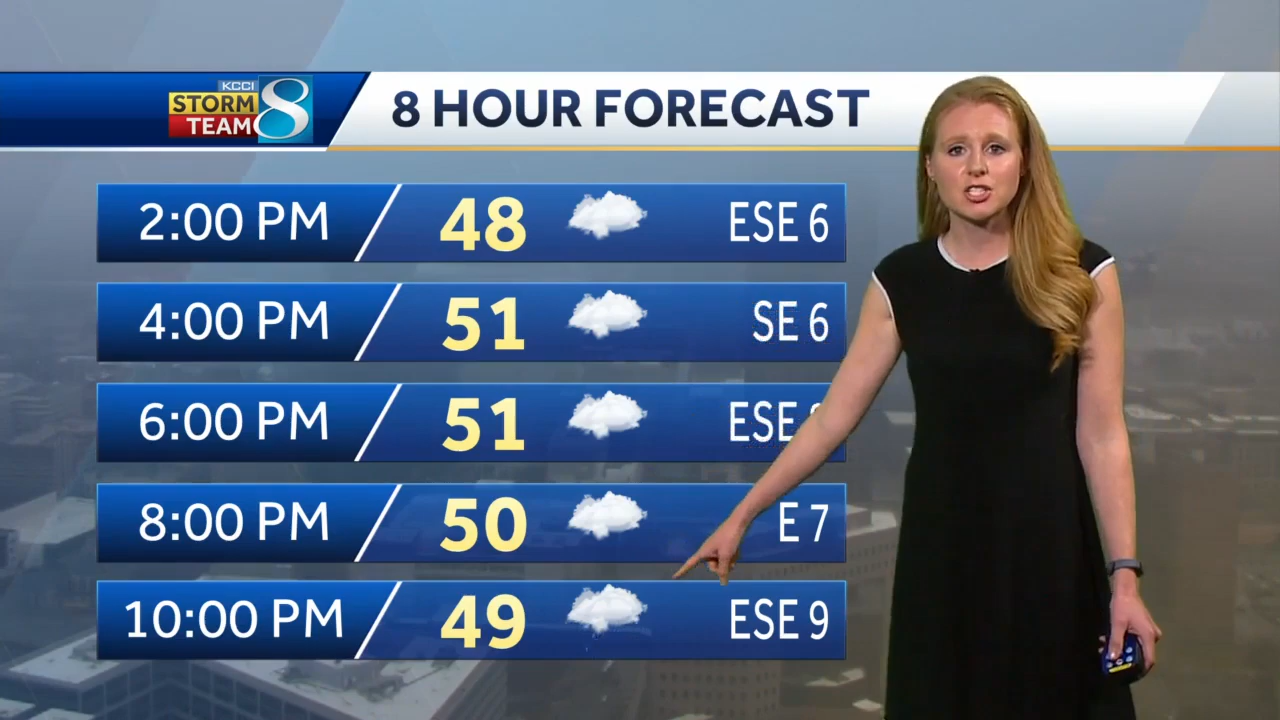 KCCI
STORM
TEAM
8
8 HOUR FORECAST
2:00 PM 48 ESE 6
4:00 PM 51 SE 6
6:00 PM 51 ESE
8:00 PM 50 E 7
10:00 PM 49 ESE 9